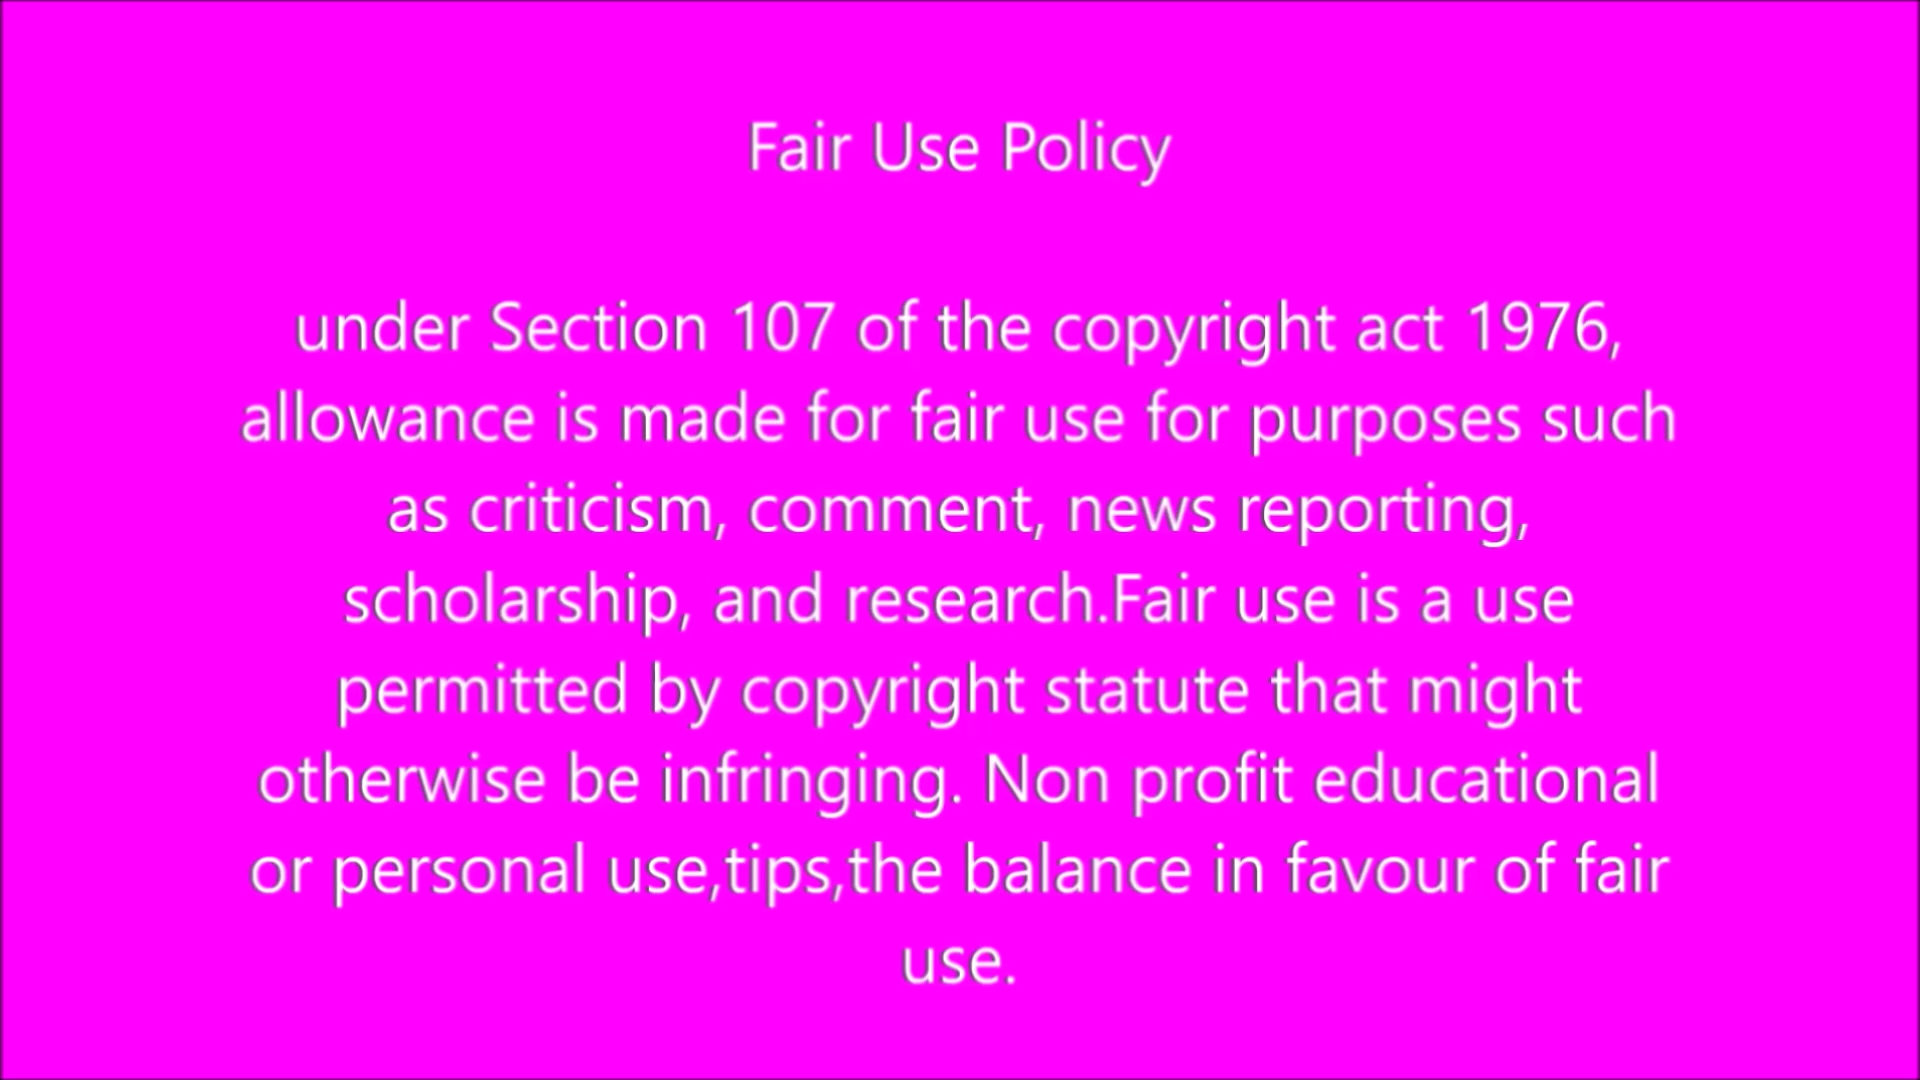 Fair Use Policy
under Section 107 of the copyright act 1976,
allowance is made for fair use for purposes such
as criticism, comment, news reporting,
scholarship, and research.Fair use is a use
permitted by copyright statute that might
otherwise be infringing. Non profit educational
or personal use,tips,the balance in favour of fair
use.